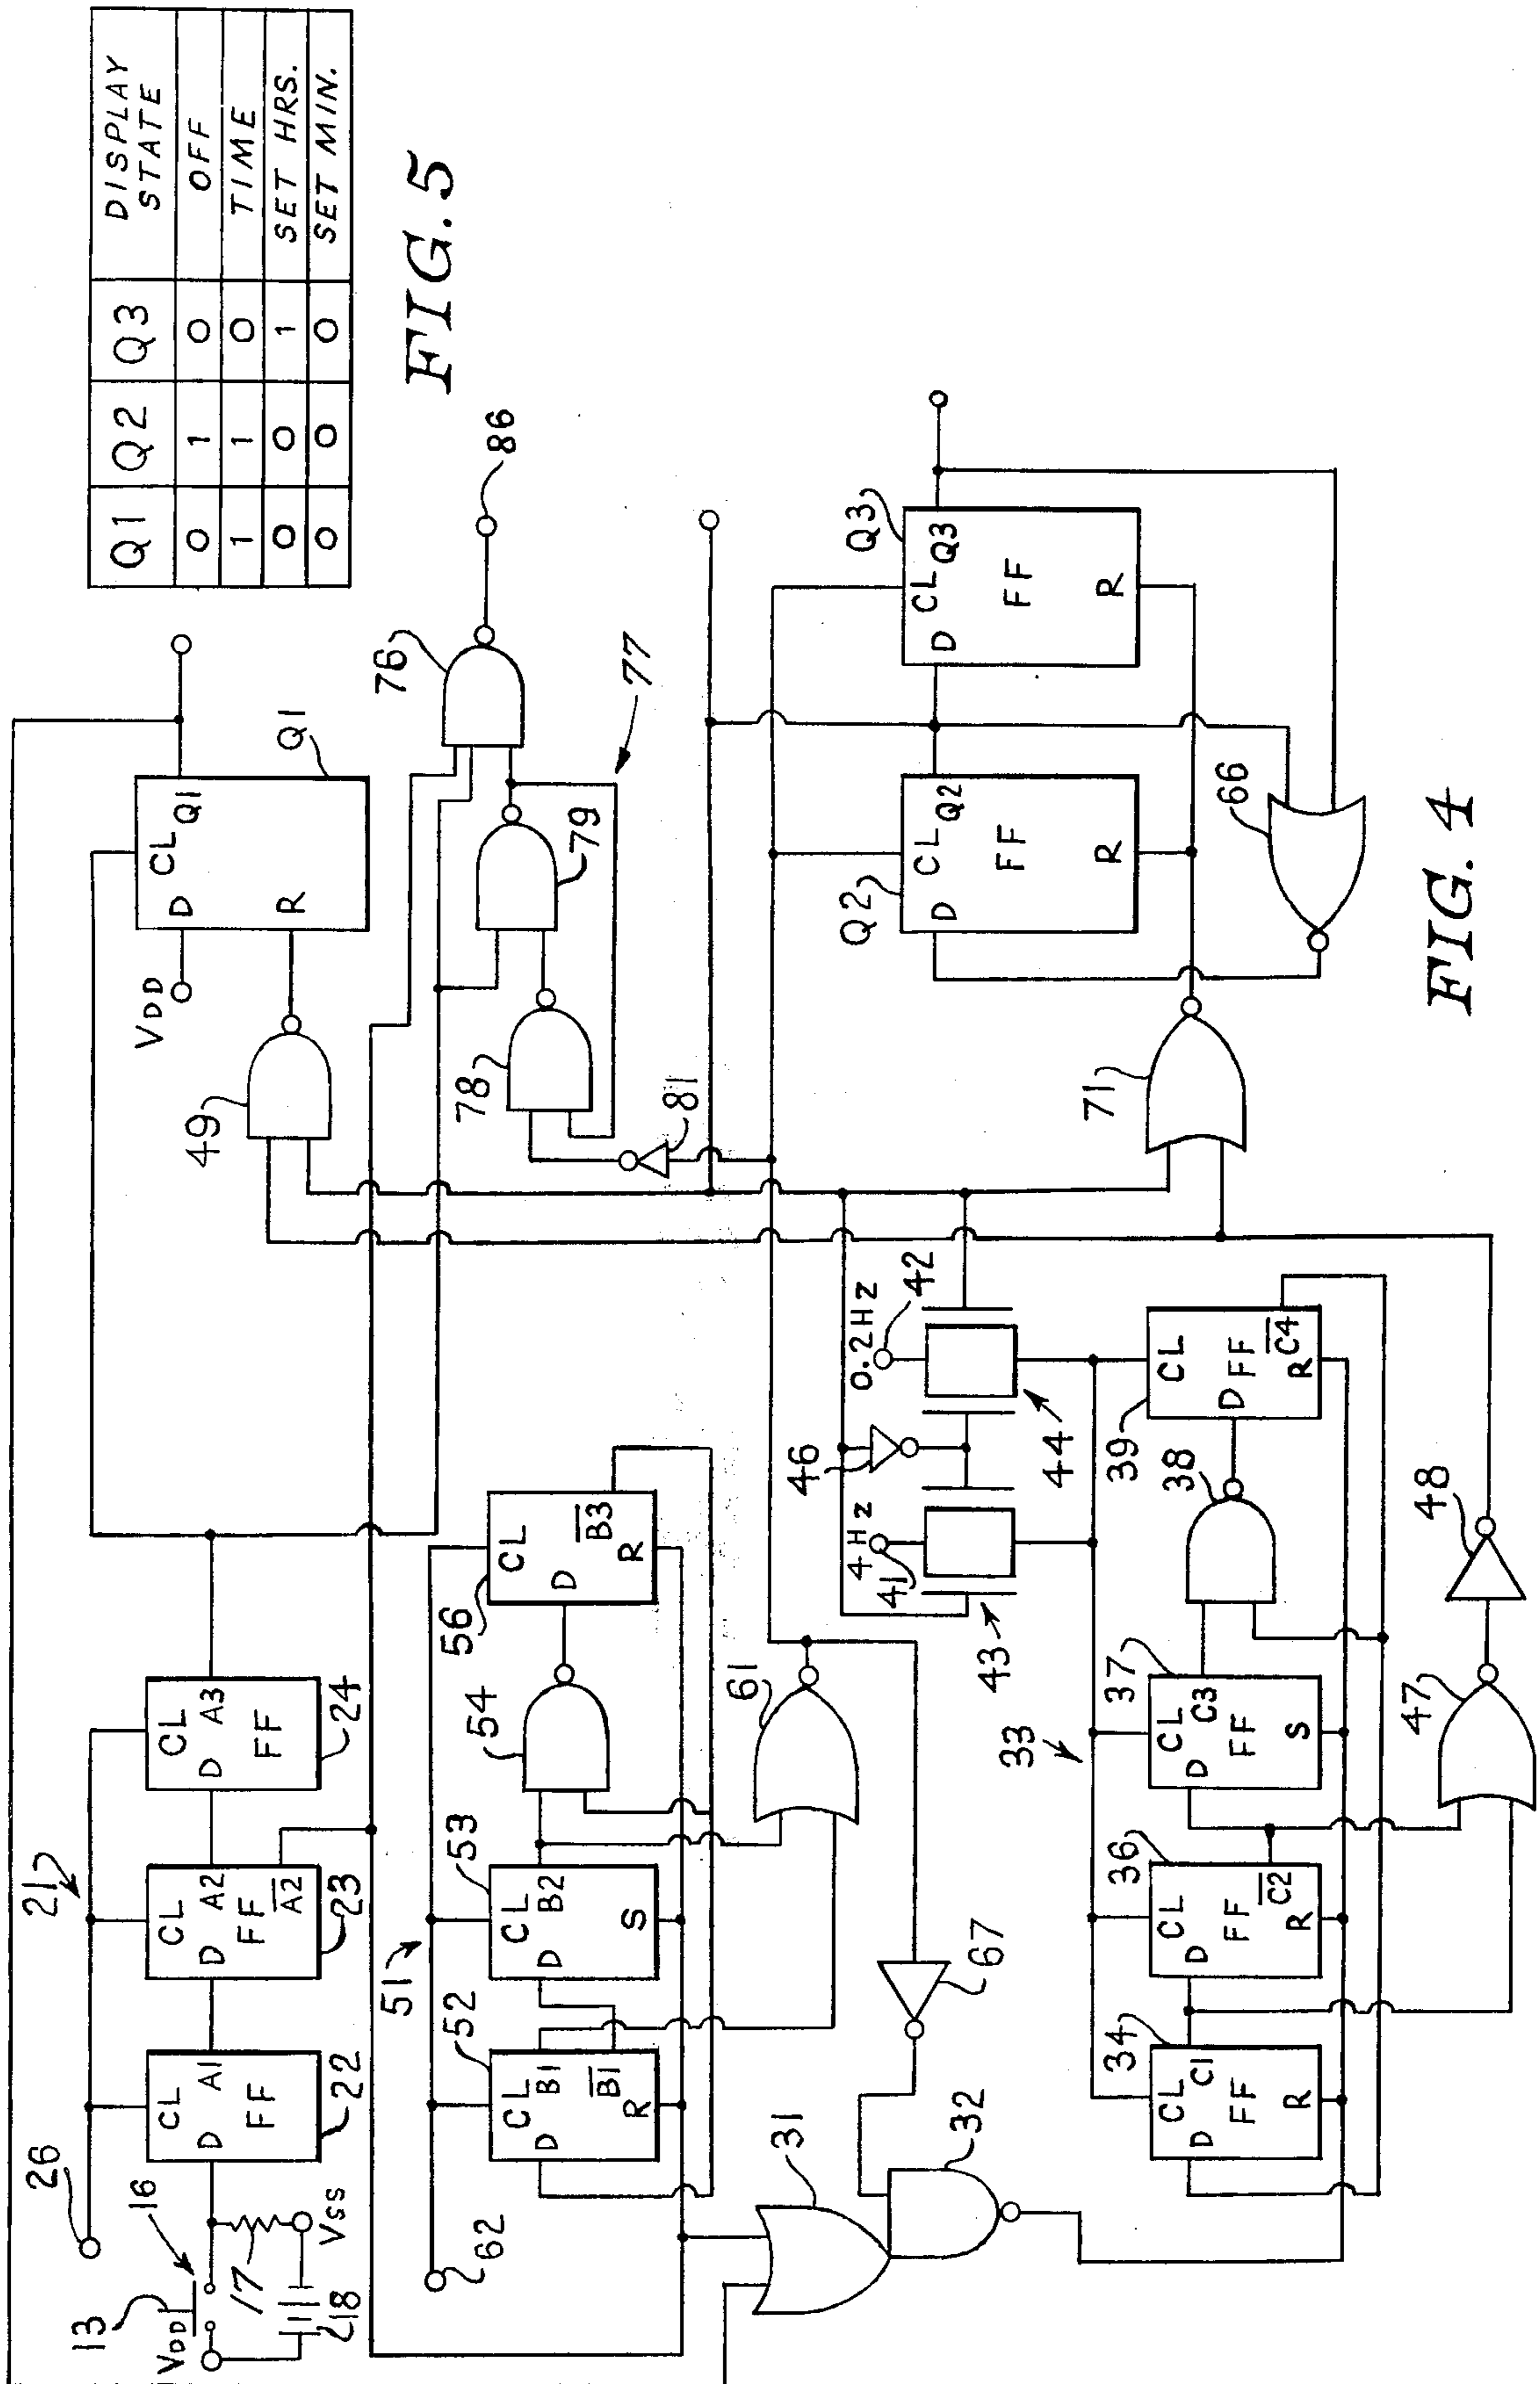 Q1 Q2 Q3 DISPLAY STATE
0 1 0 OFF
1 1 0 TIME
0 0 1 SET HRS.
0 0 0 SET MIN.
FIG. 5
26
21
CL
D A1
FF
22
CL
D A2
FF
A2
23
CL
D A3
FF
24
13
16
VDD
17
18
VSS
VDD
D CL Q1
R
Q1
49
76
86
77
78
79
81
51
52
CL
D B1
B1
R
53
CL
D B2
S
54
56
CL
D
B3
R
61
62
31
32
67
41
4HZ
43
46
0.2HZ
42
44
33
34
CL
D C1
FF
R
36
CL
D
FF
C2
R
37
CL
D C3
FF
S
38
39
CL
D FF
C4
R
47
48
71
Q2
D CL Q2
FF
R
Q3
D CL Q3
FF
R
66
FIG. 4